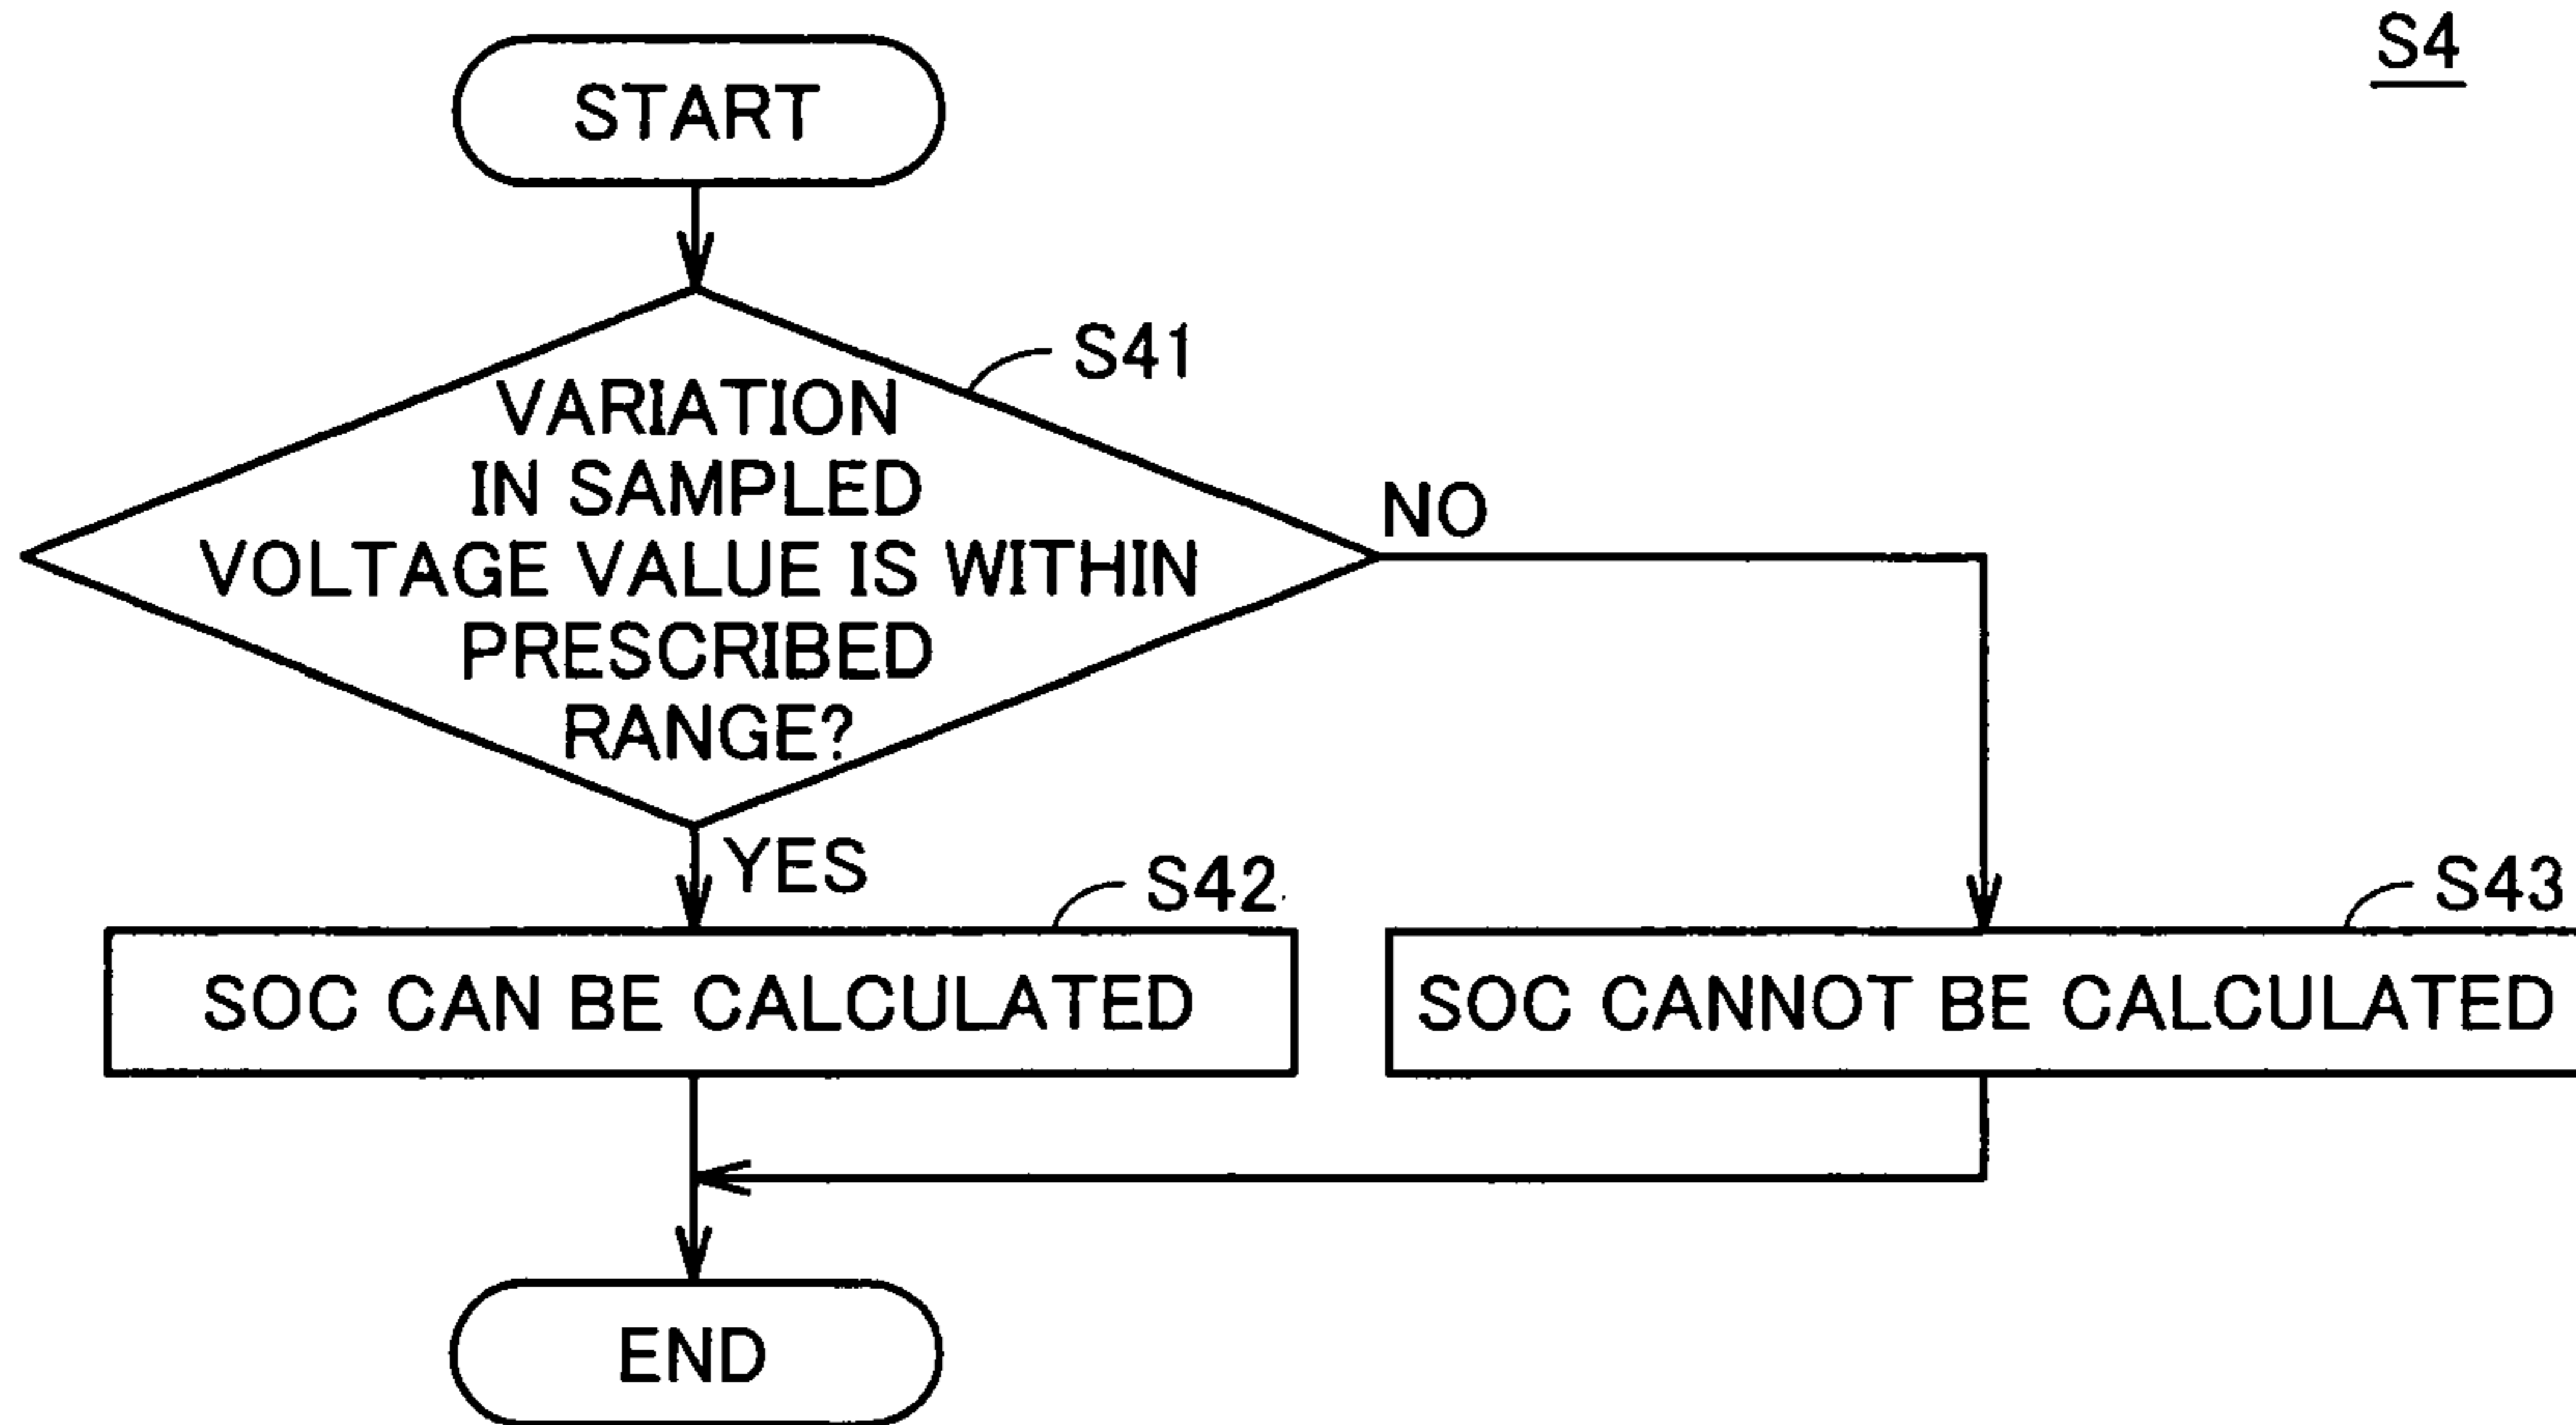 S4
START
S41
VARIATION
IN SAMPLED
VOLTAGE VALUE IS WITHIN
PRESCRIBED
RANGE?
NO
YES
S42
S43
SOC CAN BE CALCULATED
SOC CANNOT BE CALCULATED
END